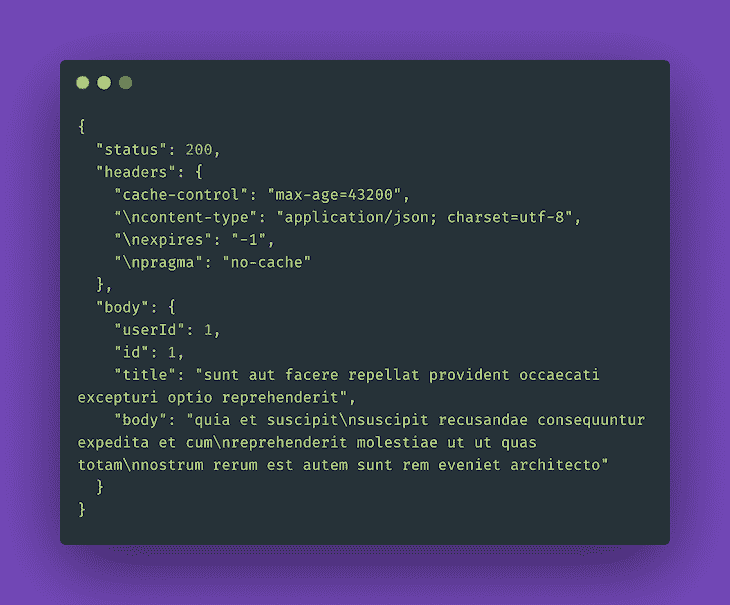 {
  "status": 200,
  "headers": {
    "cache-control": "max-age=43200",
    "\ncontent-type": "application/json; charset=utf-8",
    "\nexpires": "-1",
    "\npragma": "no-cache"
  },
  "body": {
    "userId": 1,
    "id": 1,
    "title": "sunt aut facere repellat provident occaecati
excepturi optio reprehenderit",
    "body": "quia et suscipit\nsuscipit recusandae consequuntur
expedita et cum\nreprehenderit molestiae ut ut quas
totam\nnostrum rerum est autem sunt rem eveniet architecto"
  }
}